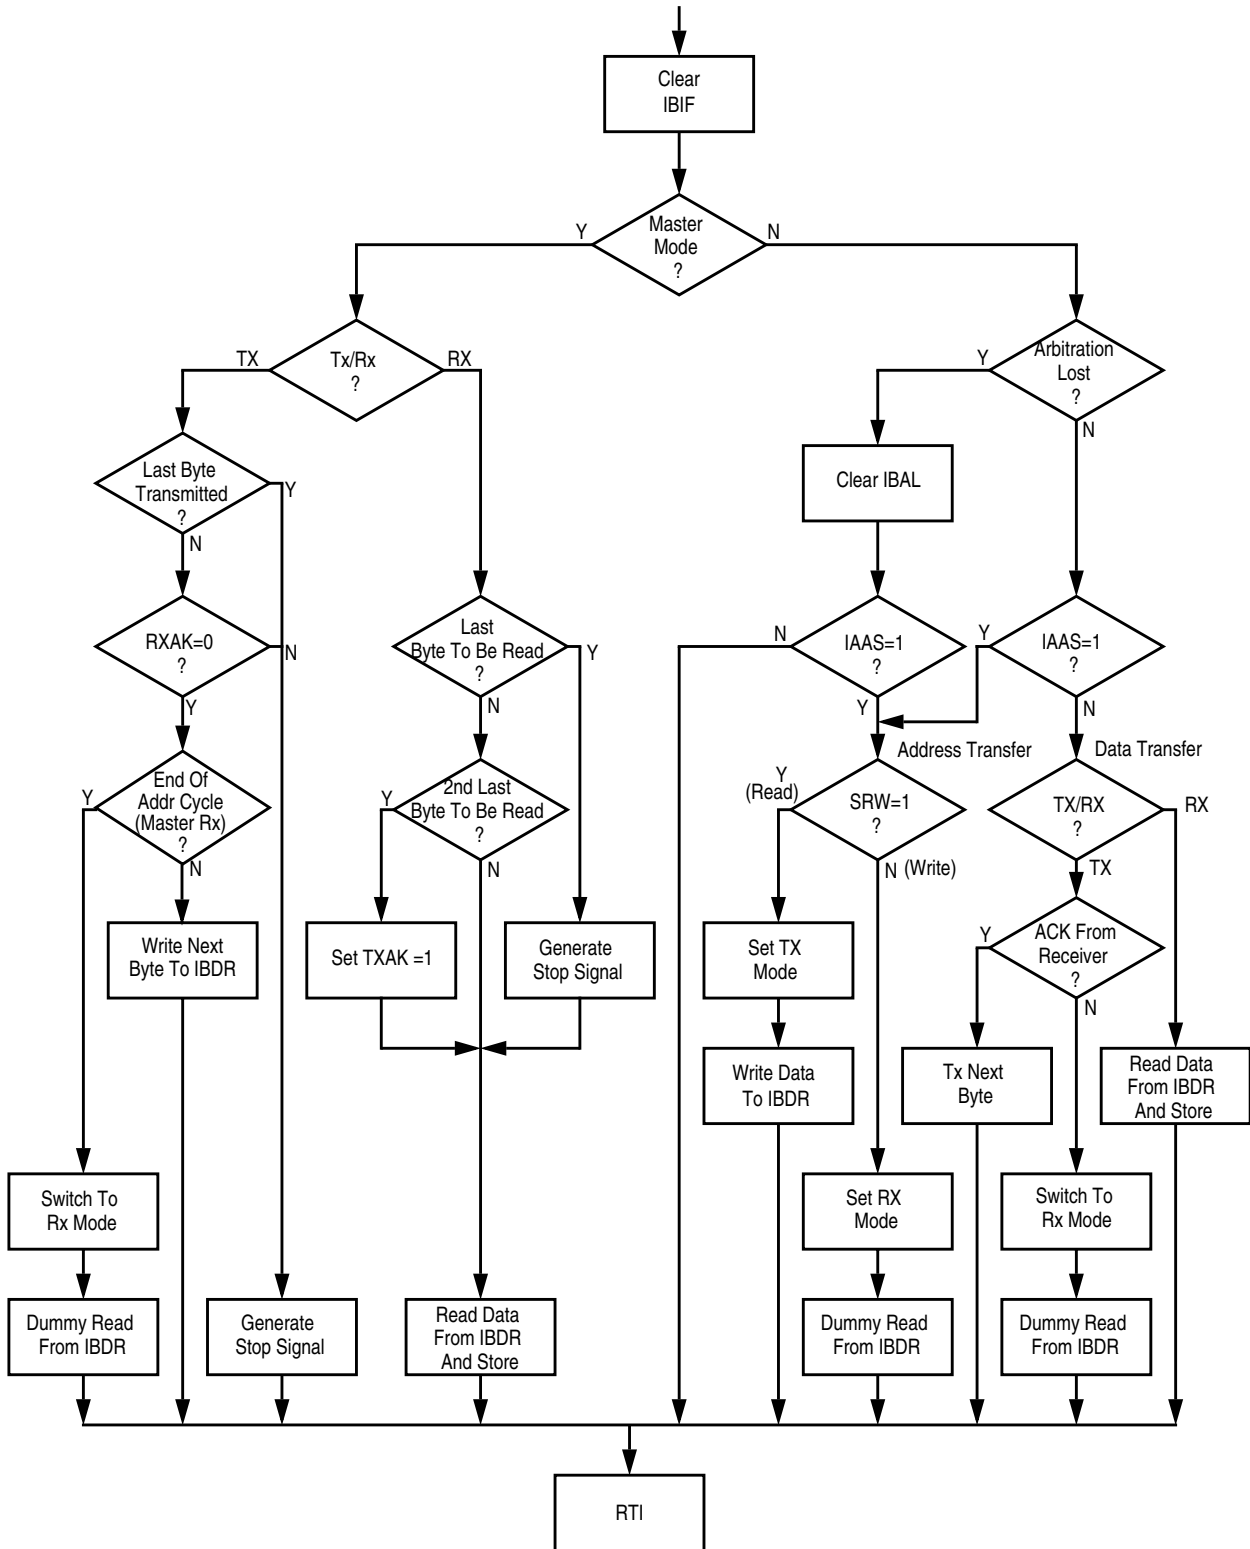 Clear
IBIF
Master
Mode
?
Y
N
Tx/Rx
?
TX
RX
Arbitration
Lost
?
Y
N
Last Byte
Transmitted
?
Y
N
Clear IBAL
RXAK=0
?
N
Y
Last
Byte To Be Read
?
Y
N
IAAS=1
?
N
Y
IAAS=1
?
Y
N
Address Transfer
Data Transfer
End Of
Addr Cycle
(Master Rx)
?
Y
N
2nd Last
Byte To Be Read
?
Y
N
Y
(Read)
SRW=1
?
N (Write)
TX/RX
?
RX
TX
Write Next
Byte To IBDR
Set TXAK =1
Generate
Stop Signal
Set TX
Mode
ACK From
Receiver
?
Y
N
Write Data
To IBDR
Tx Next
Byte
Read Data
From IBDR
And Store
Switch To
Rx Mode
Set RX
Mode
Switch To
Rx Mode
Dummy Read
From IBDR
Generate
Stop Signal
Read Data
From IBDR
And Store
Dummy Read
From IBDR
Dummy Read
From IBDR
RTI